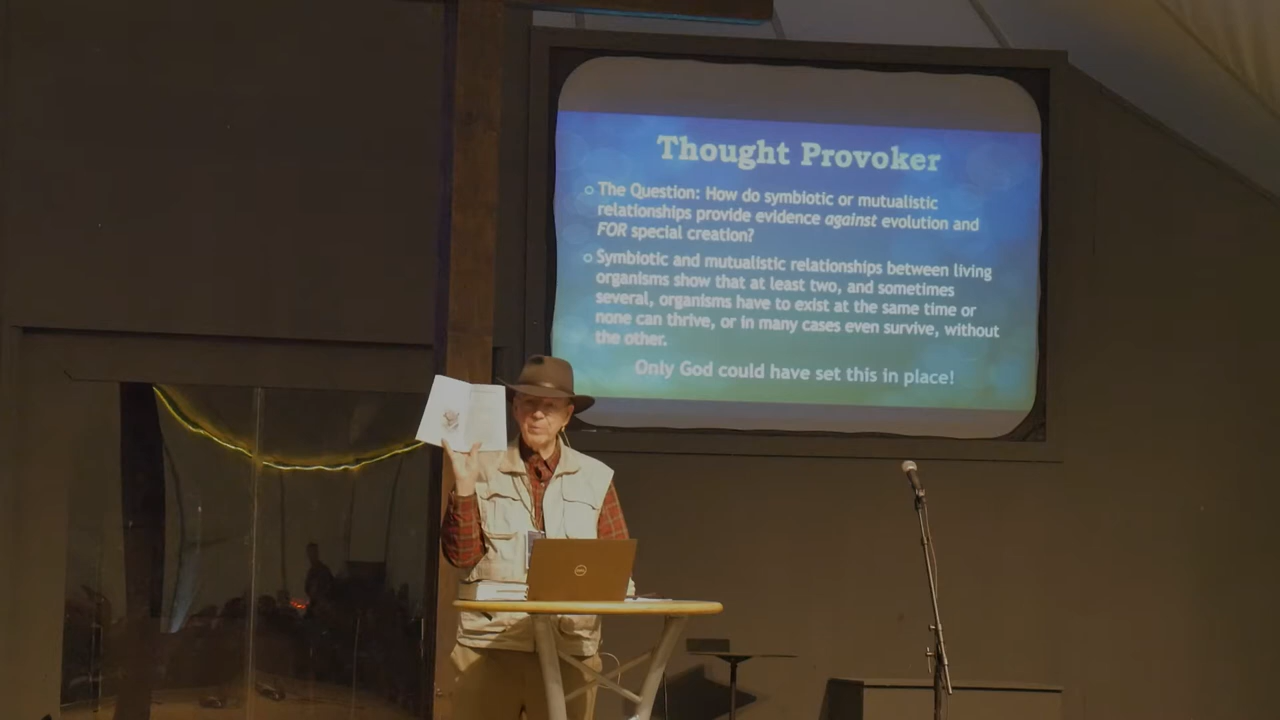 Thought Provoker
The Question: How do symbiotic or mutualistic
relationships provide evidence against evolution and
FOR special creation?
Symbiotic and mutualistic relationships between living
organisms show that at least two, and sometimes
several, organisms have to exist at the same time or
none can thrive, or in many cases even survive, without
the other.
Only God could have set this in place!
DELL